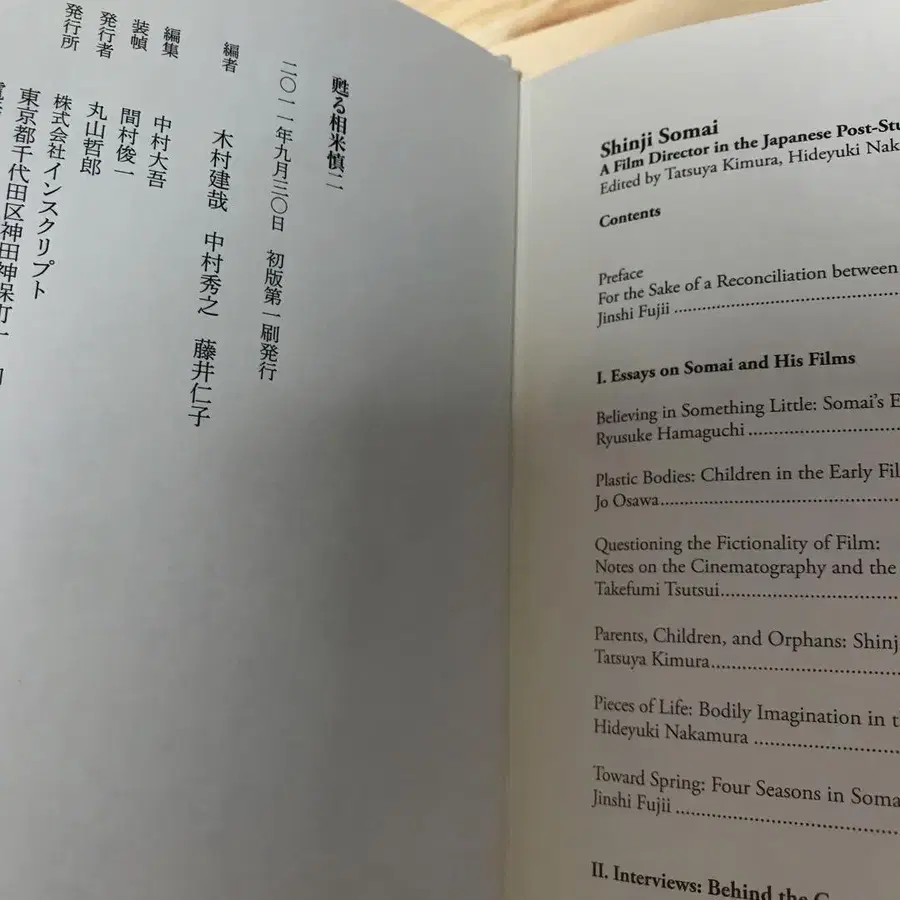 甦る相米慎二
二〇一一年九月三〇日 初版第一刷発行
編者 木村建哉 中村秀之 藤井仁子
編集 中村大吾
装幀 間村俊一
発行者 丸山哲郎
発行所 株式会社インスクリプト
東京都千代田区神田神保町一
Shinji Somai
A Film Director in the Japanese
Edited by Tatsuya Kimura, Hideyuki
Contents
Preface
For the Sake of a Reconciliation between
Jinshi Fujii
I. Essays on Somai and His Films
Believing in Something Little: Somai's
Ryusuke Hamaguchi
Plastic Bodies: Children in the Early
Jo Osawa
Questioning the Fictionality of Film:
Notes on the Cinematography and the
Takefumi Tsutsui
Parents, Children, and Orphans:
Tatsuya Kimura
Pieces of Life: Bodily Imagination in
Hideyuki Nakamura
Toward Spring: Four Seasons in
Jinshi Fujii
II. Interviews: Behind the